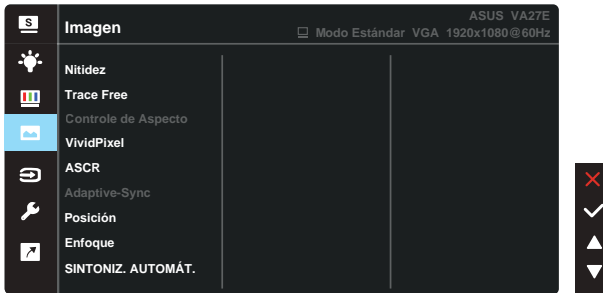 S
Imagen
ASUS VA27E
Modo Estándar VGA 1920x1080@60Hz
Nitidez
Trace Free
Controle de Aspecto
VividPixel
ASCR
Adaptive-Sync
Posición
Enfoque
SINTONIZ. AUTOMÁT.